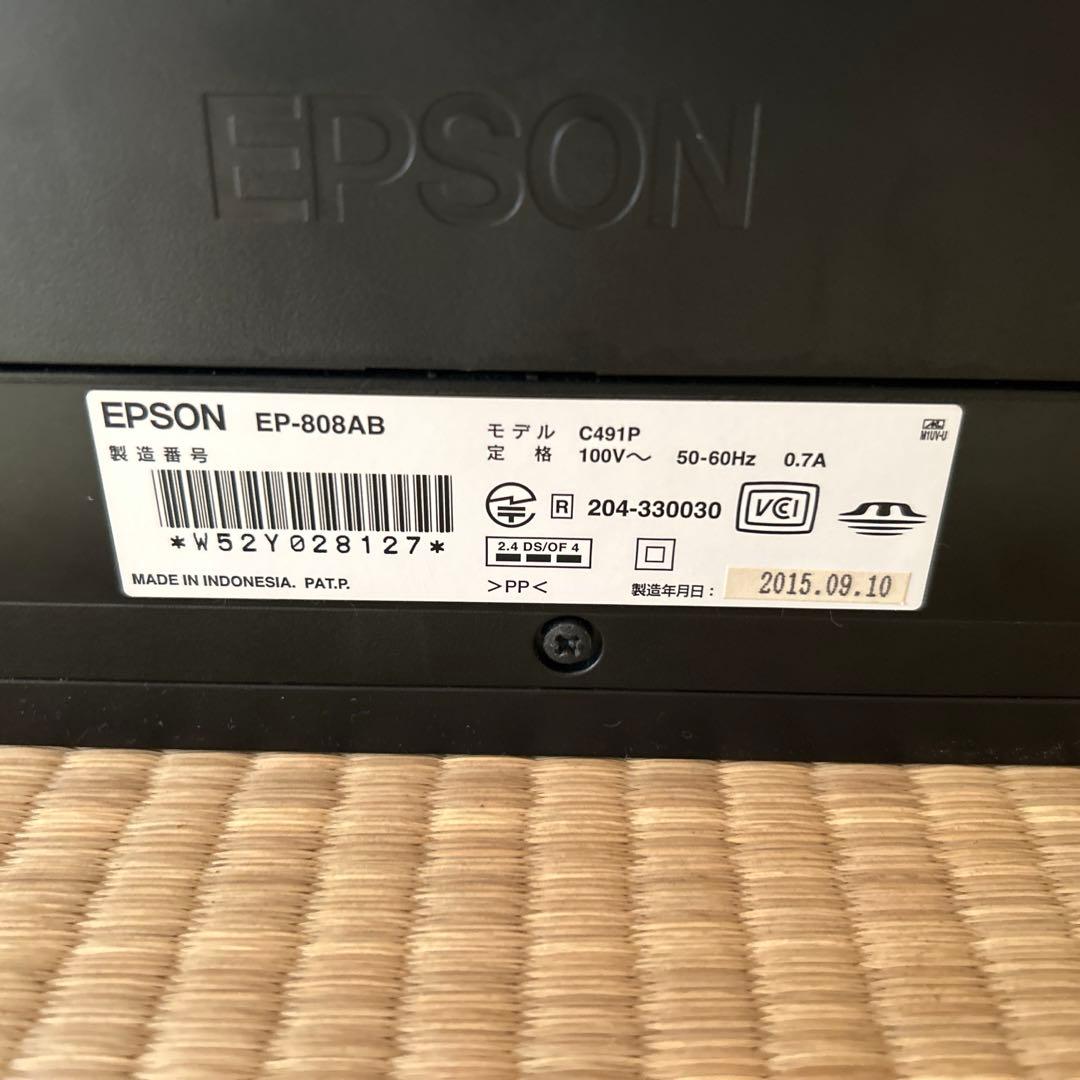 EPSON
EPSON EP-808AB
製造番号
*W52Y028127*
MADE IN INDONESIA. PAT.P.
モデル C491P
定格 100V～ 50-60Hz 0.7A
R 204-330030 VCCI
2.4 DS/OF 4
>PP<
製造年月日： 2015.09.10
M1UV-U